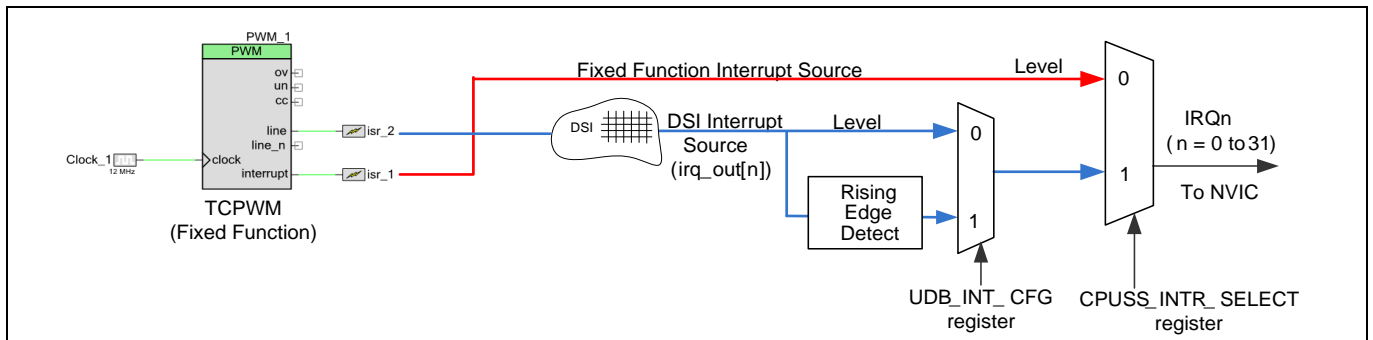 PWM_1
PWM
ov
un
cc
line
line_n
clock
interrupt
Clock_1
12 MHz
isr_2
isr_1
TCPWM
(Fixed Function)
Fixed Function Interrupt Source
Level
DSI
DSI Interrupt
Source
(irq_out[n])
Level
Rising
Edge
Detect
0
1
UDB_INT_ CFG
register
0
1
CPUSS_INTR_ SELECT
register
IRQn
( n = 0 to 31)
To NVIC